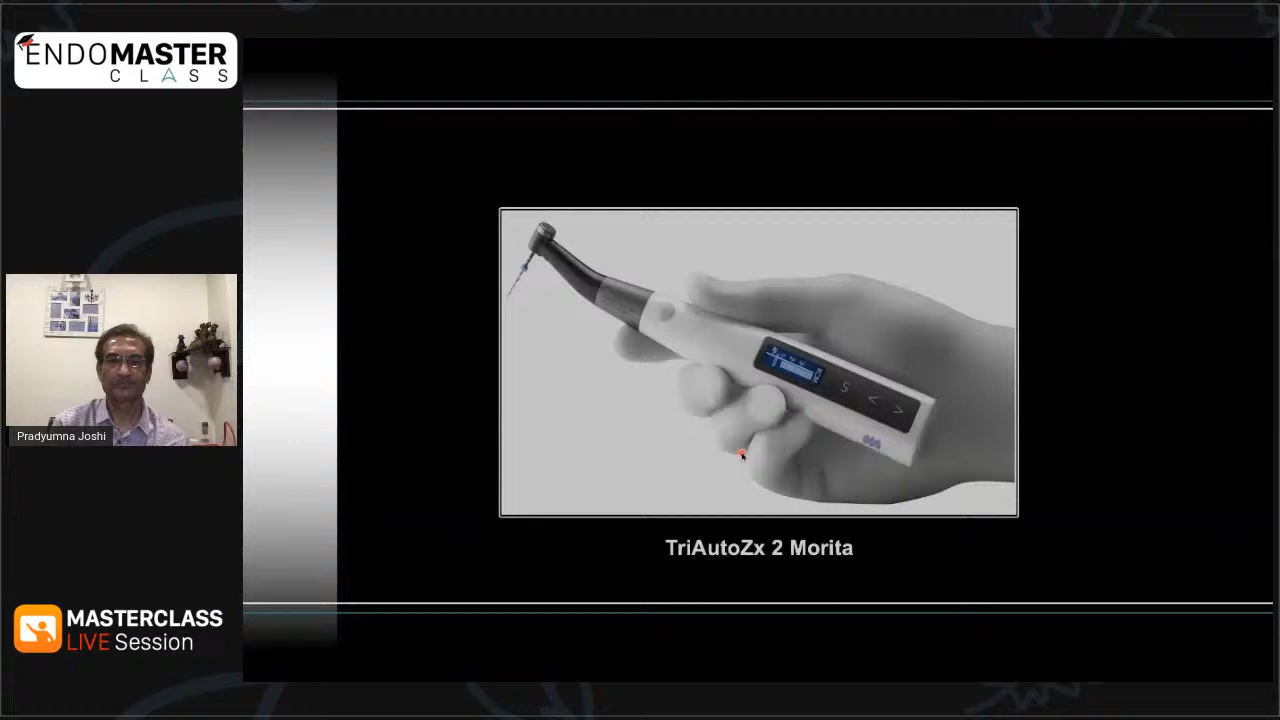 ENDOMASTER
CLASS
Pradyumna Joshi
S < >
TriAutoZx 2 Morita
MASTERCLASS
LIVE Session